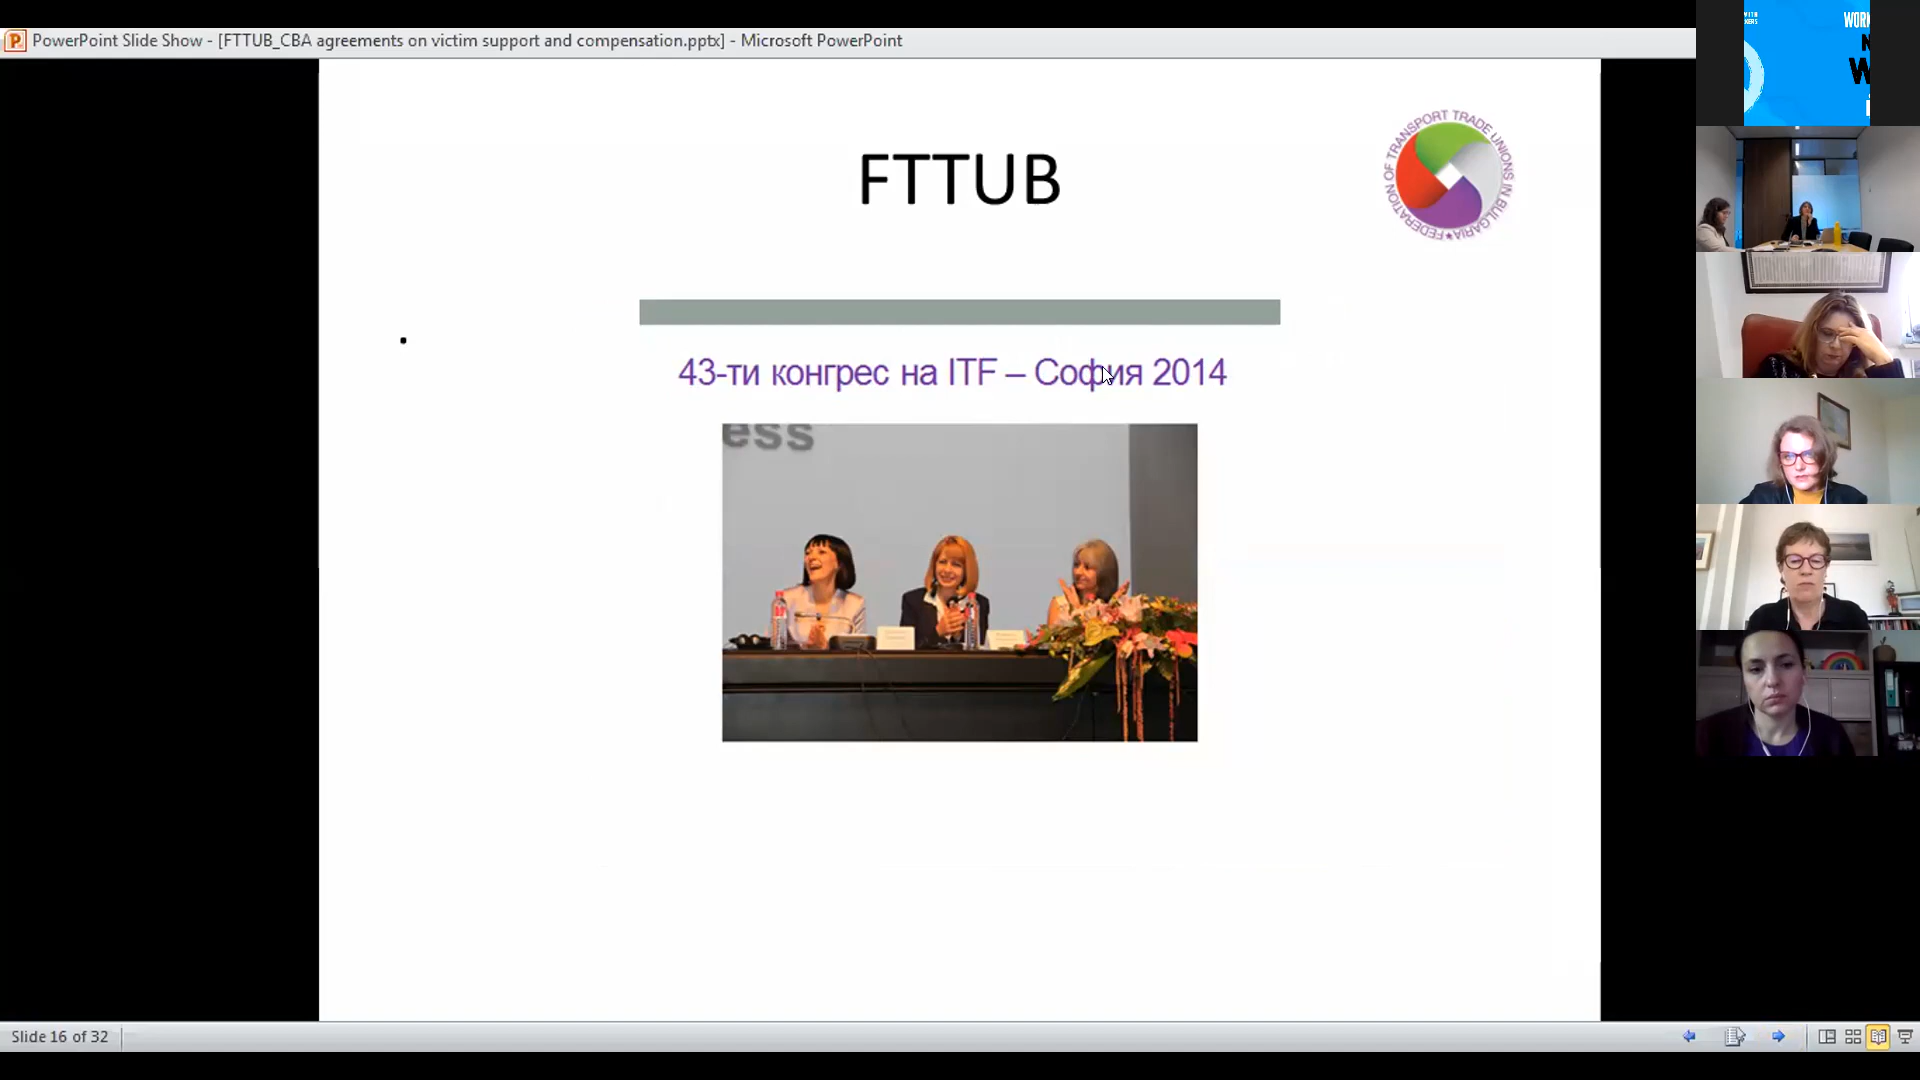 PowerPoint Slide Show - [FTTUB_CBA agreements on victim support and compensation.pptx] - Microsoft PowerPoint
WORK
FTTUB
FEDERATION OF TRANSPORT TRADE UNIONS IN BULGARIA
43-ти конгрес на ITF – София 2014
ess
Slide 16 of 32